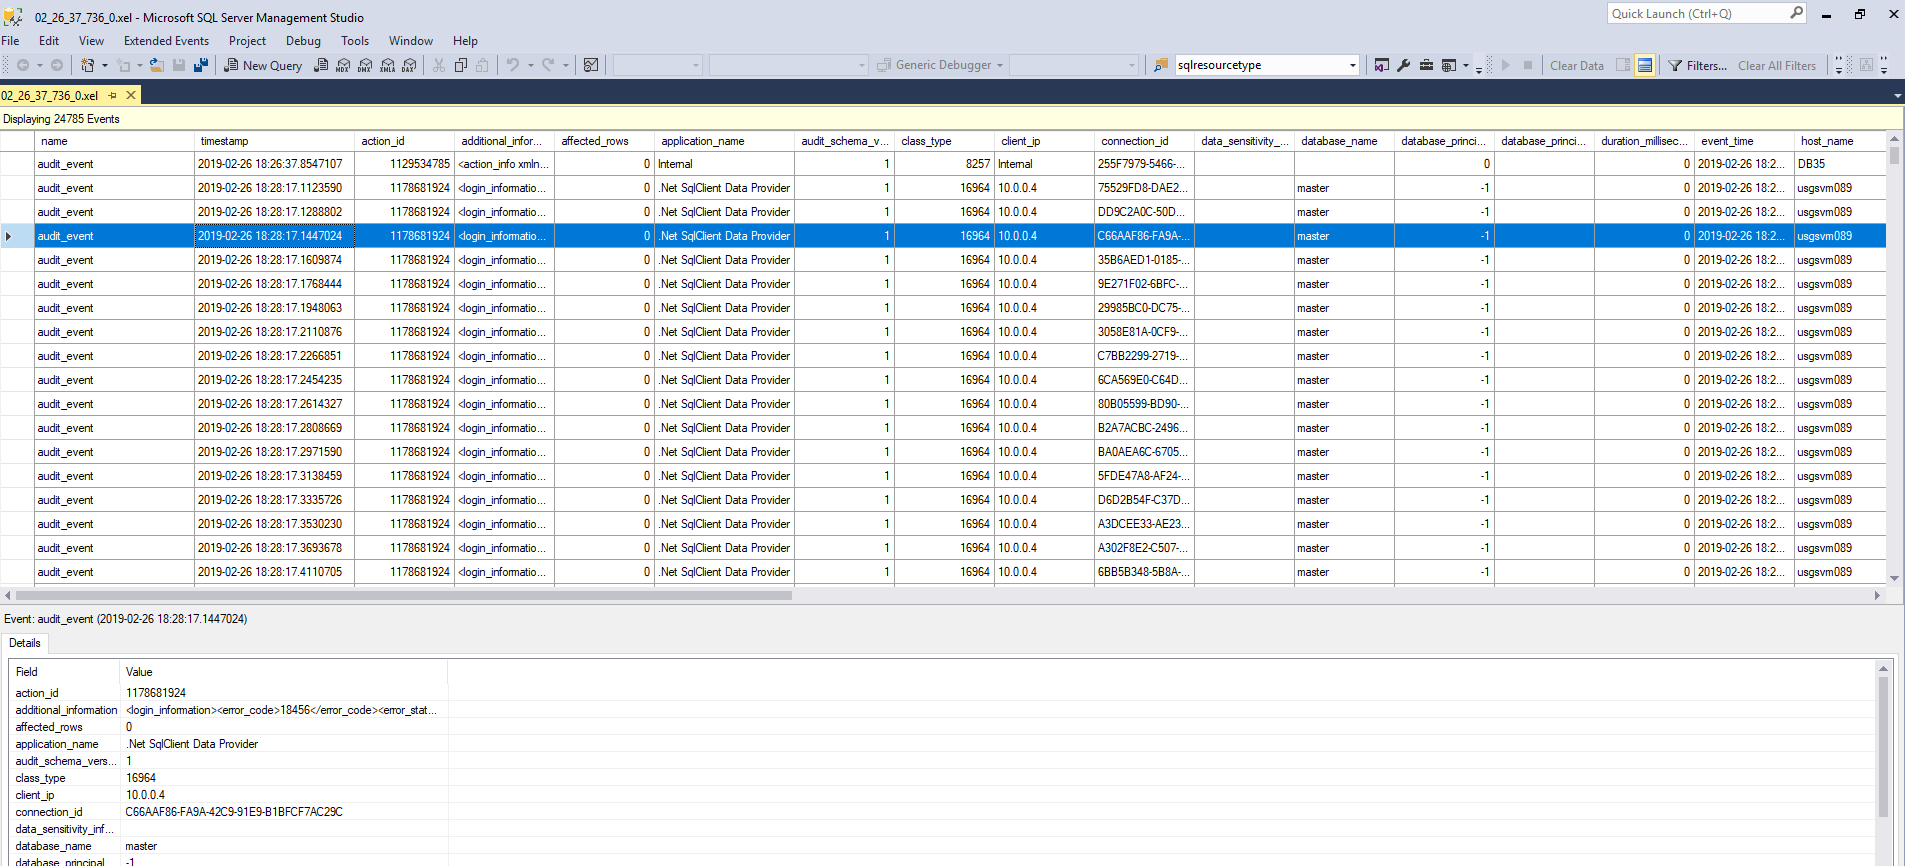 02_26_37_736_0.xel - Microsoft SQL Server Management Studio
Quick Launch (Ctrl+Q)
File Edit View Extended Events Project Debug Tools Window Help
New Query MDX DMX XMLA DAX Generic Debugger sqlresourcetype Clear Data Filters... Clear All Filters
02_26_37_736_0.xel
Displaying 24785 Events
name timestamp action_id additional_infor... affected_rows application_name audit_schema_v... class_type client_ip connection_id data_sensitivity_... database_name database_princi... database_princi... duration_millisec... event_time host_name
audit_event 2019-02-26 18:26:37.8547107 1129534785 <action_info xmln... 0 Internal 1 8257 Internal 255F7979-5466-... 0 0 2019-02-26 18:2... DB35
audit_event 2019-02-26 18:28:17.1123590 1178681924 <login_informatio... 0 .Net SqlClient Data Provider 1 16964 10.0.0.4 75529FD8-DAE2... master -1 0 2019-02-26 18:2... usgsvm089
audit_event 2019-02-26 18:28:17.1288802 1178681924 <login_informatio... 0 .Net SqlClient Data Provider 1 16964 10.0.0.4 DD9C2A0C-50D... master -1 0 2019-02-26 18:2... usgsvm089
audit_event 2019-02-26 18:28:17.1447024 1178681924 <login_informatio... 0 .Net SqlClient Data Provider 1 16964 10.0.0.4 C66AAF86-FA9A-... master -1 0 2019-02-26 18:2... usgsvm089
audit_event 2019-02-26 18:28:17.1609874 1178681924 <login_informatio... 0 .Net SqlClient Data Provider 1 16964 10.0.0.4 35B6AED1-0185-... master -1 0 2019-02-26 18:2... usgsvm089
audit_event 2019-02-26 18:28:17.1768444 1178681924 <login_informatio... 0 .Net SqlClient Data Provider 1 16964 10.0.0.4 9E271F02-6BFC-... master -1 0 2019-02-26 18:2... usgsvm089
audit_event 2019-02-26 18:28:17.1948063 1178681924 <login_informatio... 0 .Net SqlClient Data Provider 1 16964 10.0.0.4 29985BC0-DC75-... master -1 0 2019-02-26 18:2... usgsvm089
audit_event 2019-02-26 18:28:17.2110876 1178681924 <login_informatio... 0 .Net SqlClient Data Provider 1 16964 10.0.0.4 3058E81A-0CF9-... master -1 0 2019-02-26 18:2... usgsvm089
audit_event 2019-02-26 18:28:17.2266851 1178681924 <login_informatio... 0 .Net SqlClient Data Provider 1 16964 10.0.0.4 C7BB2299-2719-... master -1 0 2019-02-26 18:2... usgsvm089
audit_event 2019-02-26 18:28:17.2454235 1178681924 <login_informatio... 0 .Net SqlClient Data Provider 1 16964 10.0.0.4 6CA569E0-C64D... master -1 0 2019-02-26 18:2... usgsvm089
audit_event 2019-02-26 18:28:17.2614327 1178681924 <login_informatio... 0 .Net SqlClient Data Provider 1 16964 10.0.0.4 80B05599-BD90-... master -1 0 2019-02-26 18:2... usgsvm089
audit_event 2019-02-26 18:28:17.2808669 1178681924 <login_informatio... 0 .Net SqlClient Data Provider 1 16964 10.0.0.4 B2A7ACBC-2496... master -1 0 2019-02-26 18:2... usgsvm089
audit_event 2019-02-26 18:28:17.2971590 1178681924 <login_informatio... 0 .Net SqlClient Data Provider 1 16964 10.0.0.4 BA0AEA6C-6705... master -1 0 2019-02-26 18:2... usgsvm089
audit_event 2019-02-26 18:28:17.3138459 1178681924 <login_informatio... 0 .Net SqlClient Data Provider 1 16964 10.0.0.4 5FDE47A8-AF24-... master -1 0 2019-02-26 18:2... usgsvm089
audit_event 2019-02-26 18:28:17.3335726 1178681924 <login_informatio... 0 .Net SqlClient Data Provider 1 16964 10.0.0.4 D6D2B54F-C37D... master -1 0 2019-02-26 18:2... usgsvm089
audit_event 2019-02-26 18:28:17.3530230 1178681924 <login_informatio... 0 .Net SqlClient Data Provider 1 16964 10.0.0.4 A3DCEE33-AE23... master -1 0 2019-02-26 18:2... usgsvm089
audit_event 2019-02-26 18:28:17.3693678 1178681924 <login_informatio... 0 .Net SqlClient Data Provider 1 16964 10.0.0.4 A302F8E2-C507-... master -1 0 2019-02-26 18:2... usgsvm089
audit_event 2019-02-26 18:28:17.4110705 1178681924 <login_informatio... 0 .Net SqlClient Data Provider 1 16964 10.0.0.4 6BB5B348-5B8A-... master -1 0 2019-02-26 18:2... usgsvm089
Event: audit_event (2019-02-26 18:28:17.1447024)
Details
Field Value
action_id 1178681924
additional_information <login_information><error_code>18456</error_code><error_stat...
affected_rows 0
application_name .Net SqlClient Data Provider
audit_schema_vers... 1
class_type 16964
client_ip 10.0.0.4
connection_id C66AAF86-FA9A-42C9-91E9-B1BFCF7AC29C
data_sensitivity_inf...
database_name master
database_principal -1